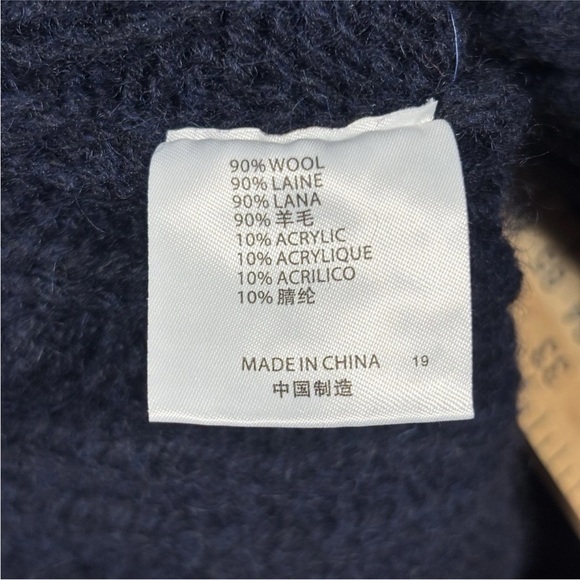 90% WOOL
90% LAINE
90% LANA
90% 羊毛
10% ACRYLIC
10% ACRYLIQUE
10% ACRILICO
10% 腈纶
MADE IN CHINA 19
中国制造
33